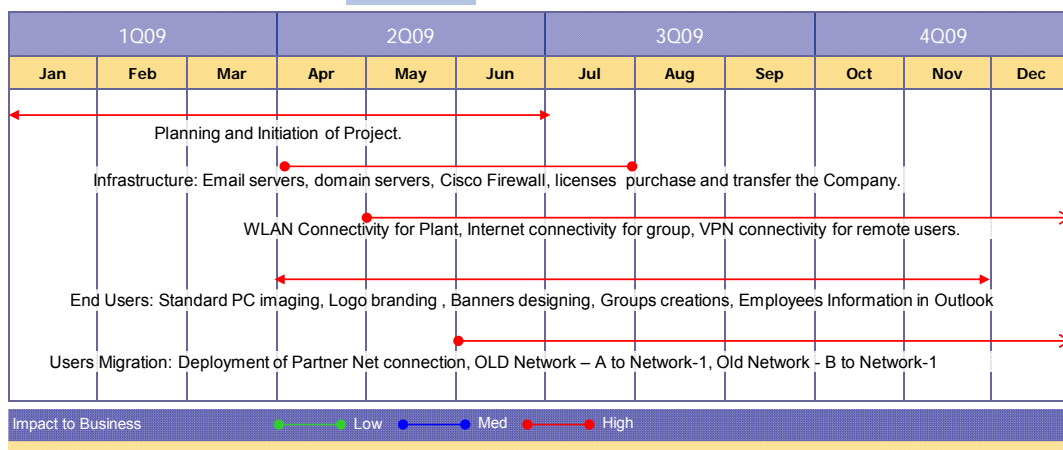 1Q09 2Q09 3Q09 4Q09
Jan Feb Mar Apr May Jun Jul Aug Sep Oct Nov Dec
Planning and Initiation of Project.
Infrastructure: Email servers, domain servers, Cisco Firewall, licenses purchase and transfer the Company.
WLAN Connectivity for Plant, Internet connectivity for group, VPN connectivity for remote users.
End Users: Standard PC imaging, Logo branding , Banners designing, Groups creations, Employees Information in Outlook
Users Migration: Deployment of Partner Net connection, OLD Network – A to Network-1, Old Network - B to Network-1
Impact to Business Low Med High